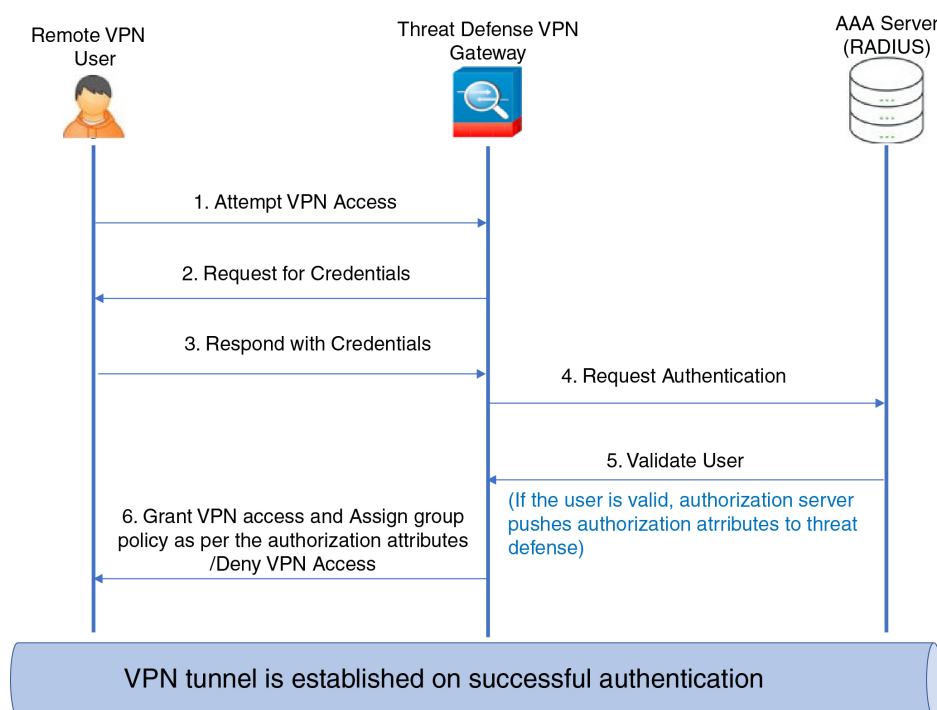 Remote VPN
User
Threat Defense VPN
Gateway
AAA Server
(RADIUS)
1. Attempt VPN Access
2. Request for Credentials
3. Respond with Credentials
4. Request Authentication
5. Validate User
(If the user is valid, authorization server
pushes authorization atrributes to threat
defense)
6. Grant VPN access and Assign group
policy as per the authorization attributes
/Deny VPN Access
VPN tunnel is established on successful authentication